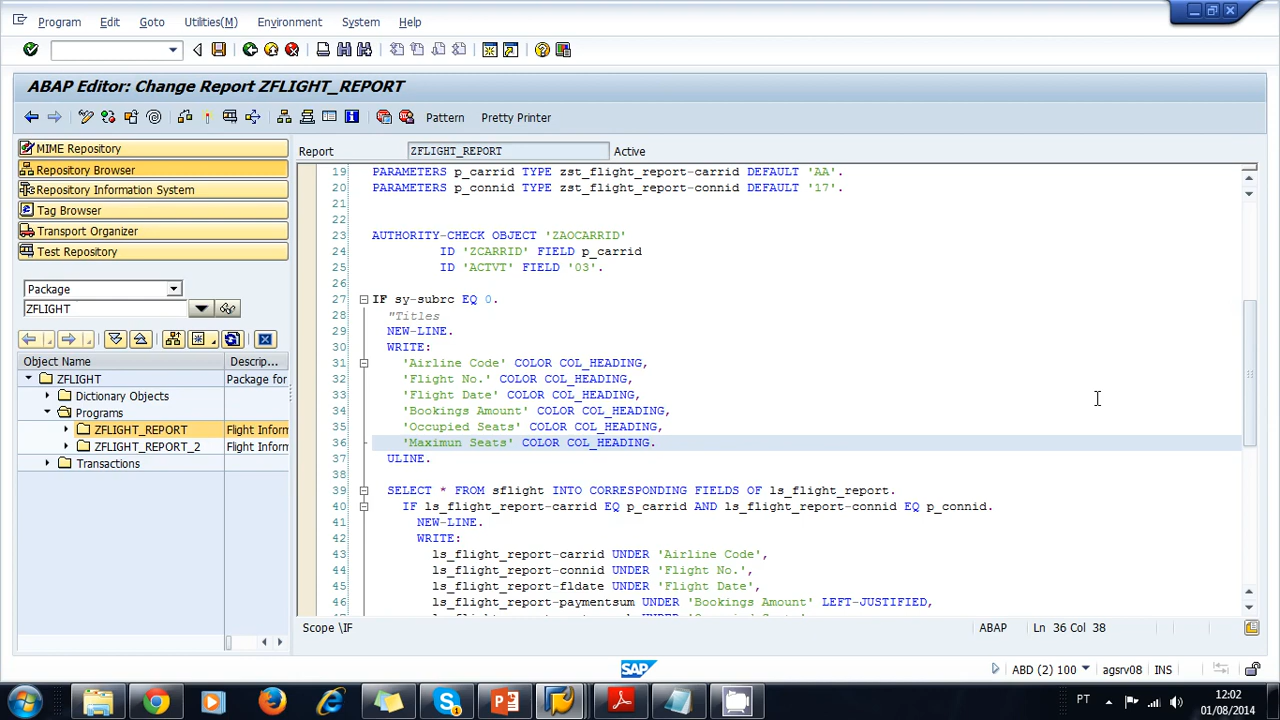 Program Edit Goto Utilities(M) Environment System Help
ABAP Editor: Change Report ZFLIGHT_REPORT
Pattern Pretty Printer
MIME Repository
Repository Browser
Repository Information System
Tag Browser
Transport Organizer
Test Repository
Package
ZFLIGHT
Object Name Descrip...
ZFLIGHT Package for
Dictionary Objects
Programs
ZFLIGHT_REPORT Flight Inforn
ZFLIGHT_REPORT_2 Flight Inforn
Transactions
Report ZFLIGHT_REPORT Active
19 PARAMETERS p_carrid TYPE zst_flight_report-carrid DEFAULT 'AA'.
20 PARAMETERS p_connid TYPE zst_flight_report-connid DEFAULT '17'.
21
22
23 AUTHORITY-CHECK OBJECT 'ZAOCARRID'
24 ID 'ZCARRID' FIELD p_carrid
25 ID 'ACTVT' FIELD '03'.
26
27 IF sy-subrc EQ 0.
28 "Titles
29 NEW-LINE.
30 WRITE:
31 'Airline Code' COLOR COL_HEADING,
32 'Flight No.' COLOR COL_HEADING,
33 'Flight Date' COLOR COL_HEADING,
34 'Bookings Amount' COLOR COL_HEADING,
35 'Occupied Seats' COLOR COL_HEADING,
36 'Maximun Seats' COLOR COL_HEADING.
37 ULINE.
38
39 SELECT * FROM sflight INTO CORRESPONDING FIELDS OF ls_flight_report.
40 IF ls_flight_report-carrid EQ p_carrid AND ls_flight_report-connid EQ p_connid.
41 NEW-LINE.
42 WRITE:
43 ls_flight_report-carrid UNDER 'Airline Code',
44 ls_flight_report-connid UNDER 'Flight No.',
45 ls_flight_report-fldate UNDER 'Flight Date',
46 ls_flight_report-paymentsum UNDER 'Bookings Amount' LEFT-JUSTIFIED,
Scope \IF ABAP Ln 36 Col 38
SAP ABD (2) 100 agsrv08 INS
PT 12:02
01/08/2014